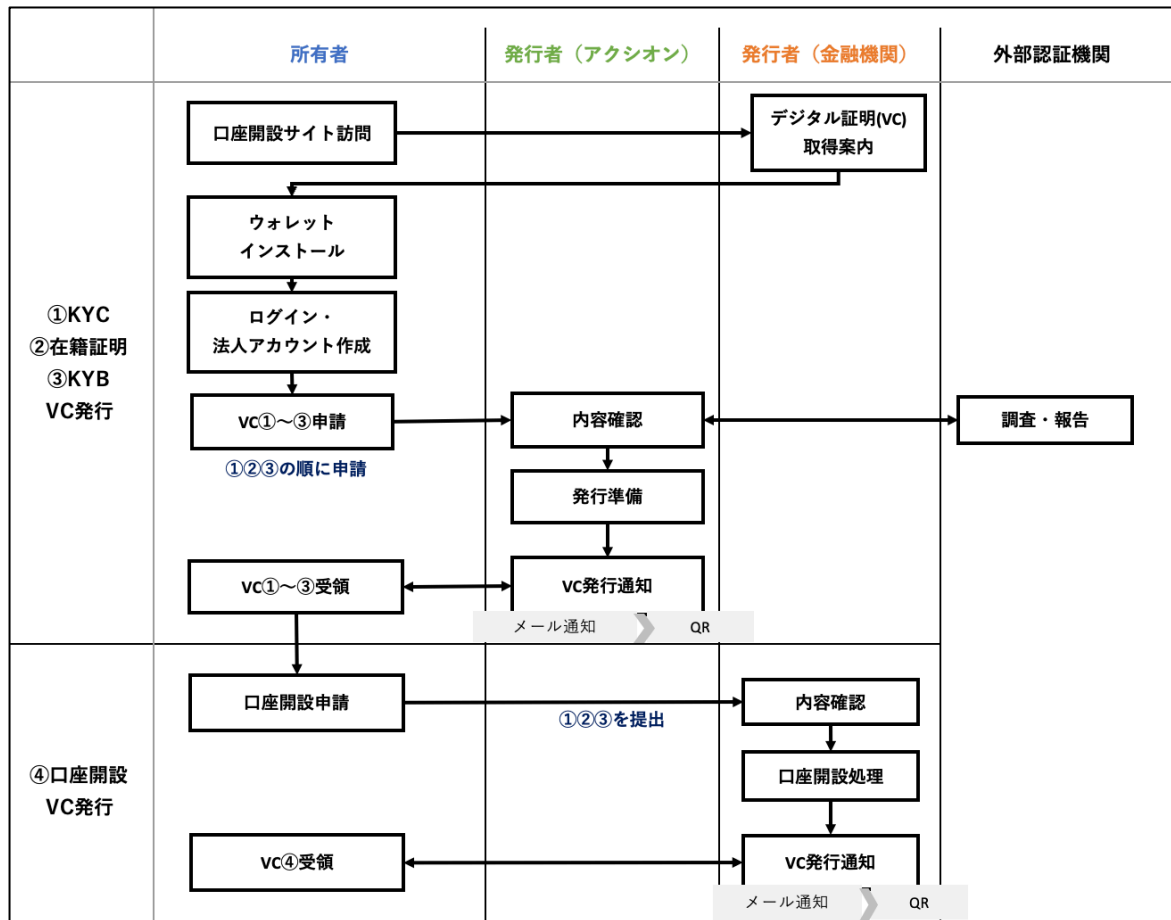 所有者
発行者（アクシオン）
発行者（金融機関）
外部認証機関
①KYC
②在籍証明
③KYB
VC発行
口座開設サイト訪問
デジタル証明(VC)
取得案内
ウォレット
インストール
ログイン・
法人アカウント作成
VC①～③申請
①②③の順に申請
内容確認
調査・報告
発行準備
VC①～③受領
VC発行通知
メール通知
QR
④口座開設
VC発行
口座開設申請
①②③を提出
内容確認
口座開設処理
VC④受領
VC発行通知
メール通知
QR